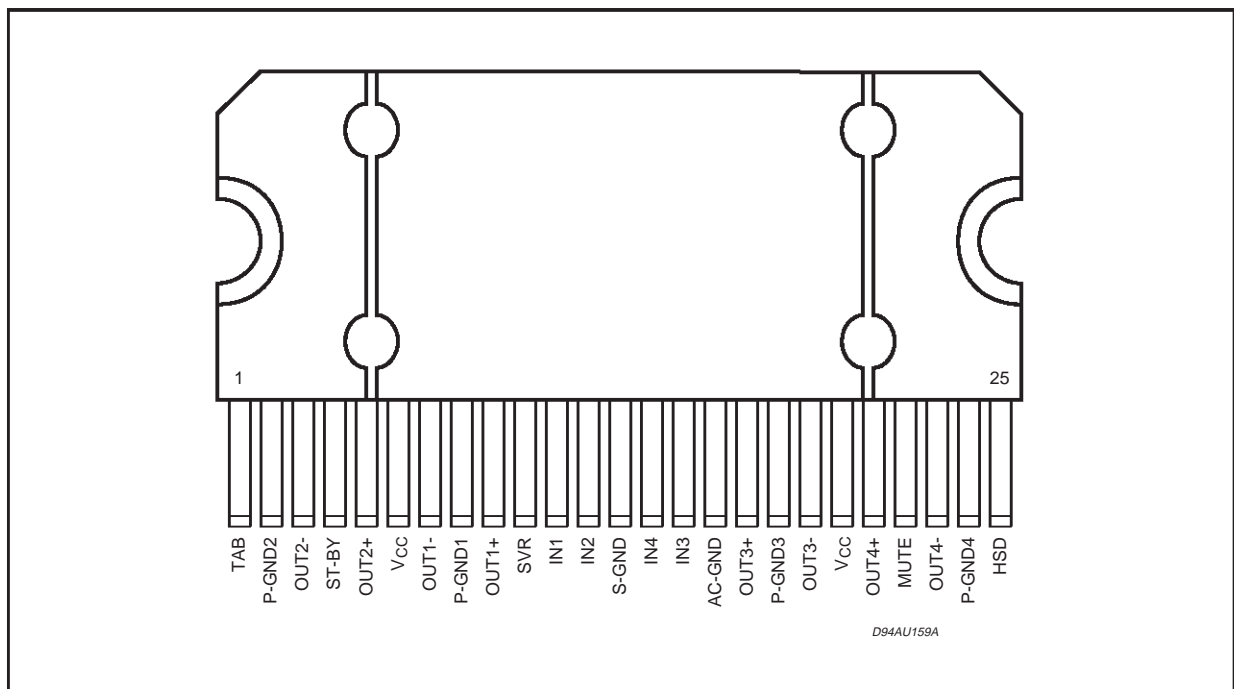 1
25
TAB
P-GND2
OUT2-
ST-BY
OUT2+
VCC
OUT1-
P-GND1
OUT1+
SVR
IN1
IN2
S-GND
IN4
IN3
AC-GND
OUT3+
P-GND3
OUT3-
VCC
OUT4+
MUTE
OUT4-
P-GND4
HSD
D94AU159A